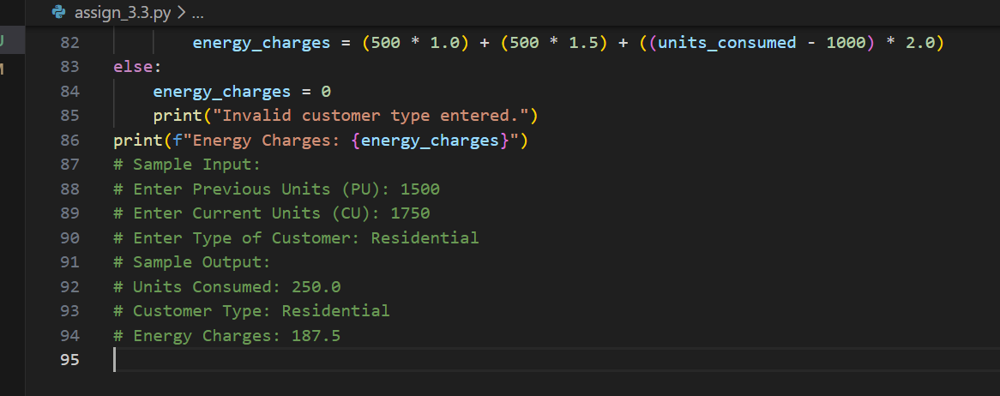 assign_3.3.py > ...
82 energy_charges = (500 * 1.0) + (500 * 1.5) + ((units_consumed - 1000) * 2.0)
83 else:
84 energy_charges = 0
85 print("Invalid customer type entered.")
86 print(f"Energy Charges: {energy_charges}")
87 # Sample Input:
88 # Enter Previous Units (PU): 1500
89 # Enter Current Units (CU): 1750
90 # Enter Type of Customer: Residential
91 # Sample Output:
92 # Units Consumed: 250.0
93 # Customer Type: Residential
94 # Energy Charges: 187.5
95